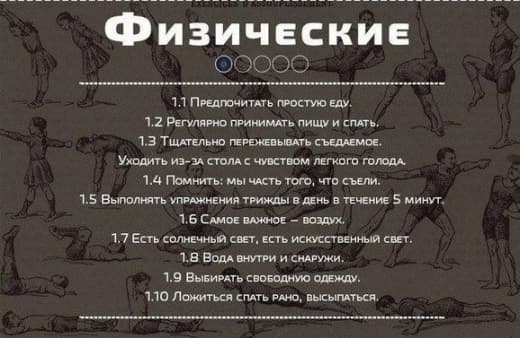 Физические
1.1 Предпочитать простую еду.
1.2 Регулярно принимать пищу и спать.
1.3 Тщательно пережевывать съедаемое.
Уходить из-за стола с чувством легкого голода.
1.4 Помнить: мы часть того, что съели.
1.5 Выполнять упражнения трижды в день в течение 5 минут.
1.6 Самое важное – воздух.
1.7 Есть солнечный свет, есть искусственный свет.
1.8 Вода внутри и снаружи.
1.9 Выбирать свободную одежду.
1.10 Ложиться спать рано, высыпаться.